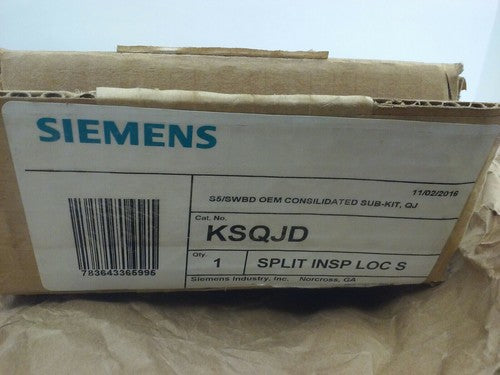 SIEMENS
11/02/2016
S5/SWBD OEM CONSILIDATED SUB-KIT, QJ
Cat. No.
KSQJD
Qty.
1
SPLIT INSP LOC S
783643365995
Siemens Industry, Inc. Norcross, GA